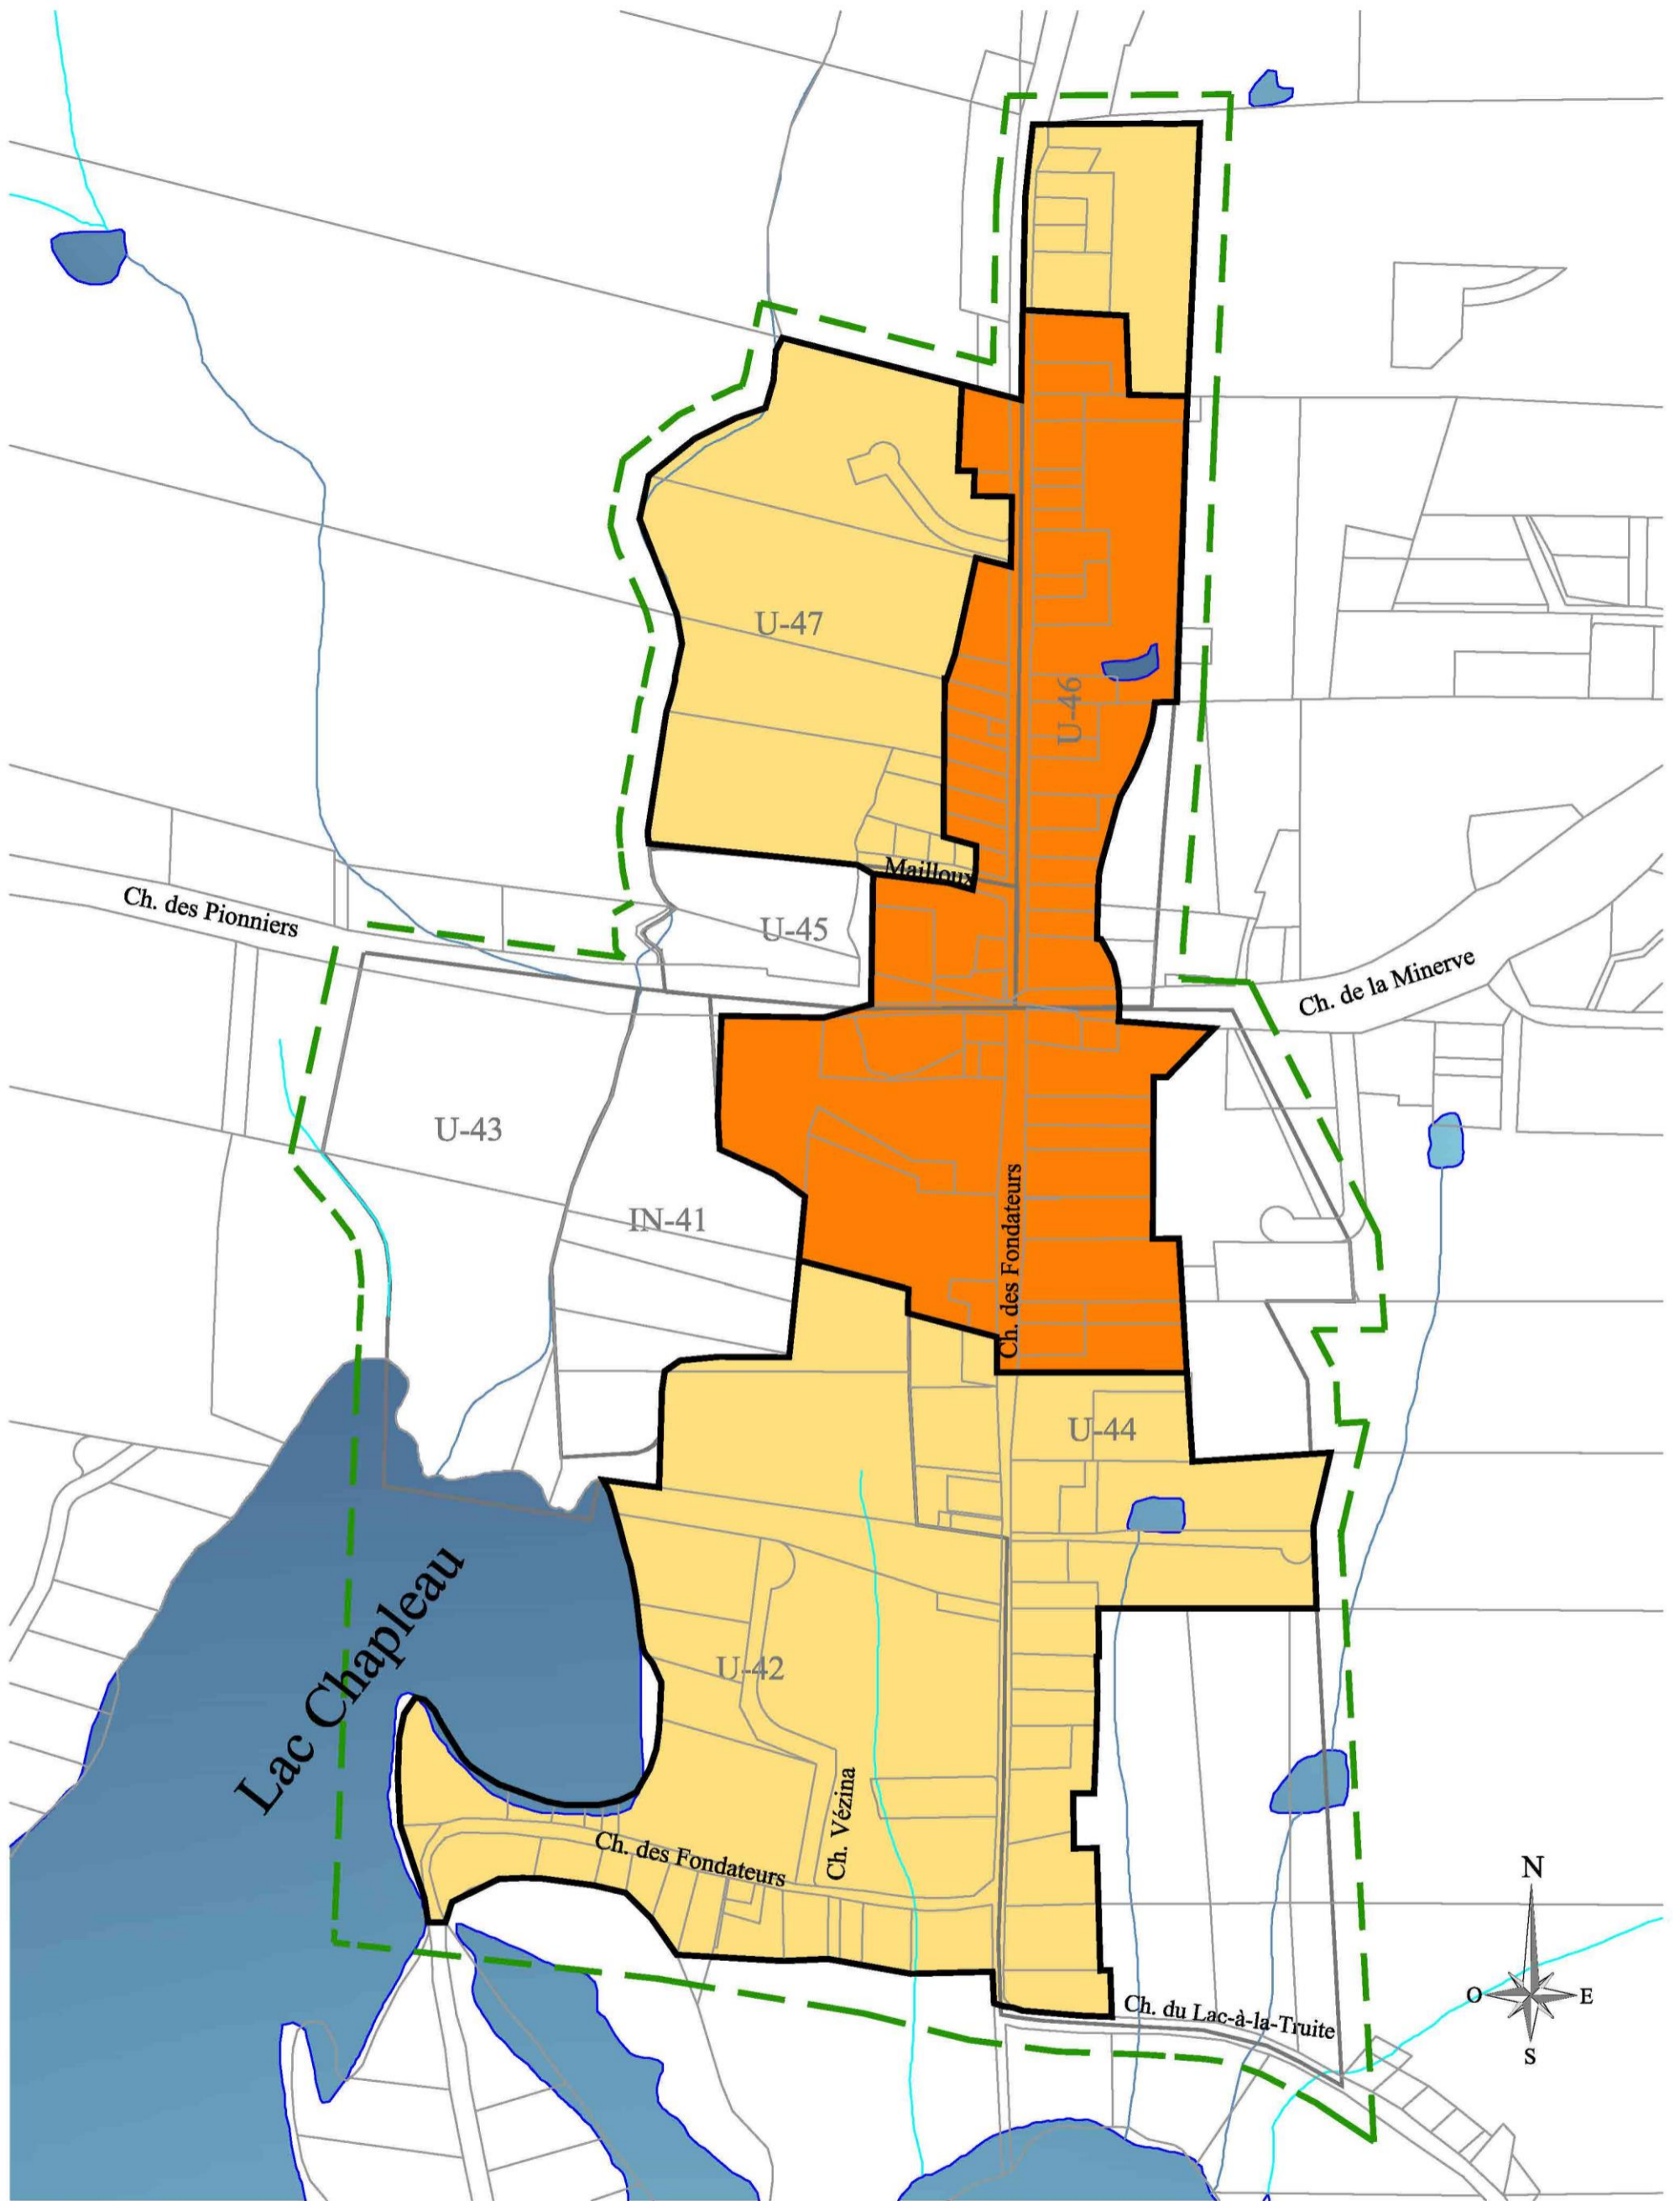 U-47
U-46
Mailloux
Ch. des Pionniers
U-45
Ch. de la Minerve
U-43
IN-41
Ch. des Fondateurs
U-44
Lac Chapleau
U-42
Ch. Vézina
Ch. des Fondateurs
N
O
E
S
Ch. du Lac-à-la-Truite